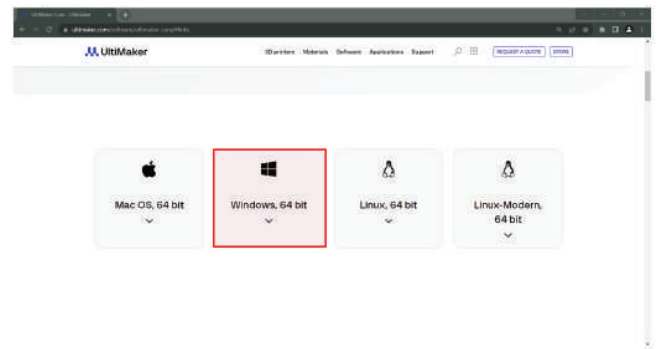 UltiMaker
3D printers Materials Software Applications Support
REQUEST A QUOTE STORE
Mac OS, 64 bit
Windows, 64 bit
Linux, 64 bit
Linux-Modern,
64 bit